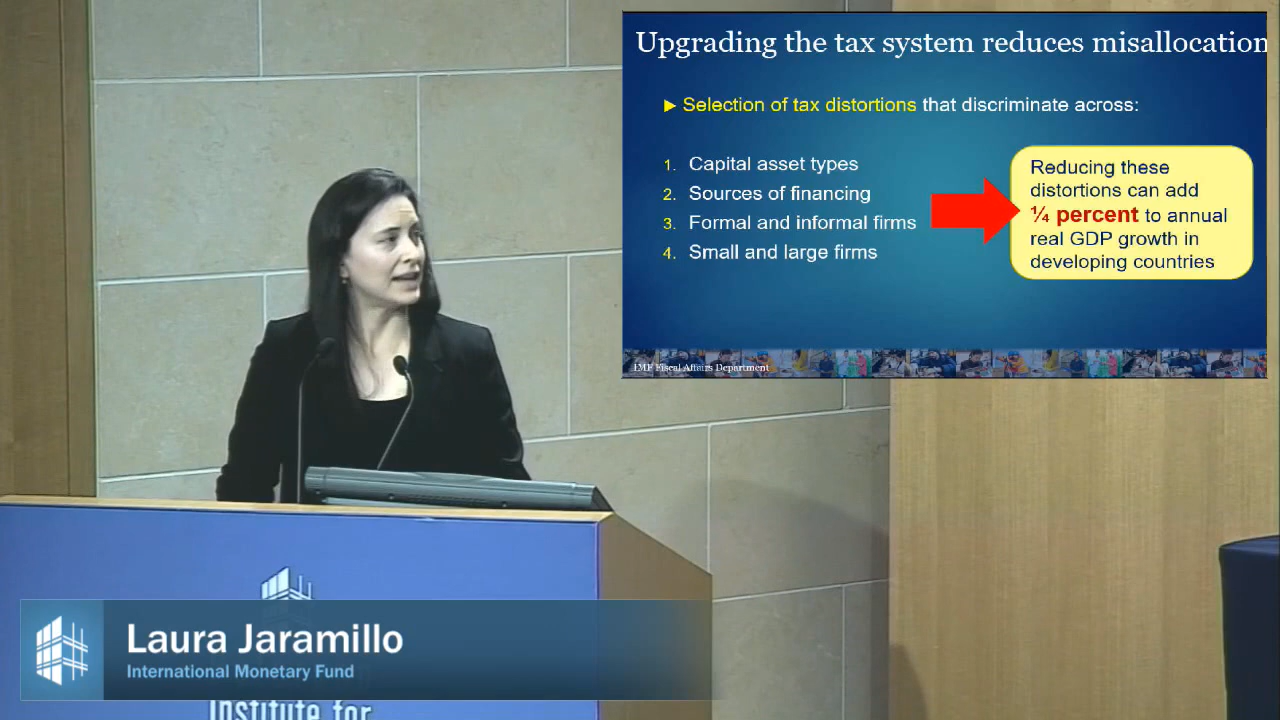 Upgrading the tax system reduces misallocation
▶ Selection of tax distortions that discriminate across:
1. Capital asset types
2. Sources of financing
3. Formal and informal firms
4. Small and large firms
Reducing these
distortions can add
¼ percent to annual
real GDP growth in
developing countries
IMF Fiscal Affairs Department
Laura Jaramillo
International Monetary Fund
Institute for